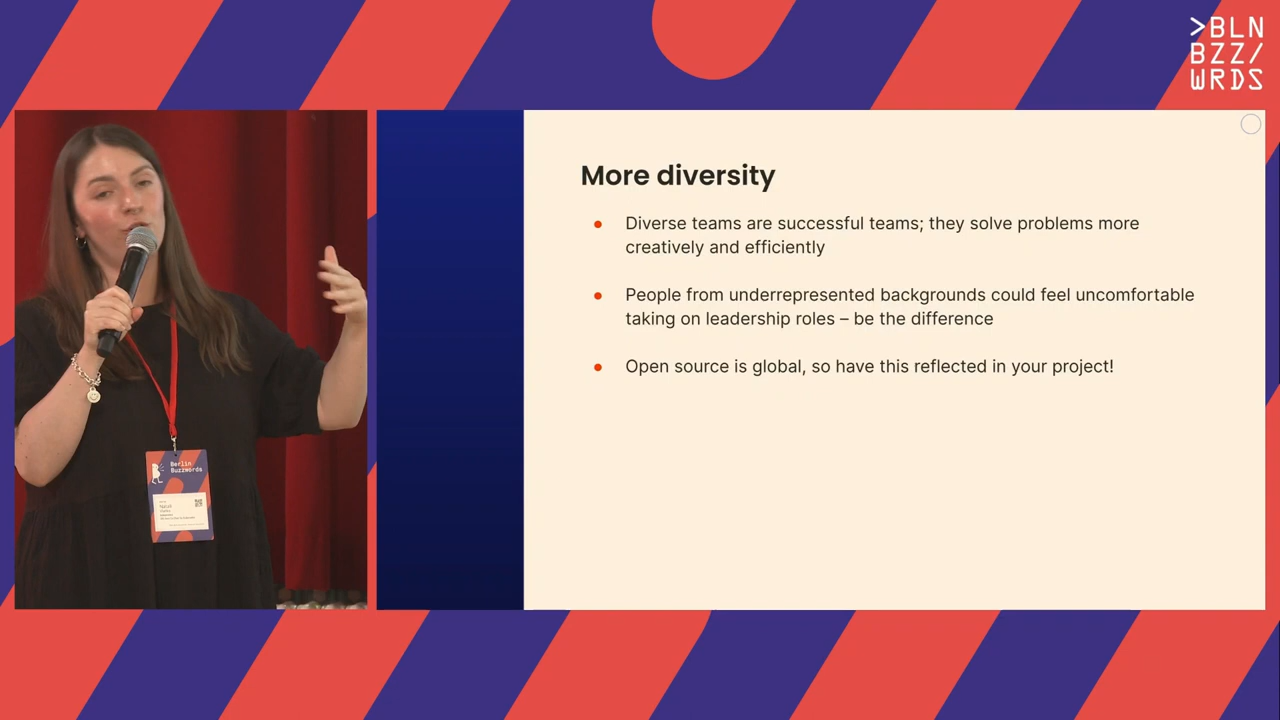 >BLN
BZZ/
WRDS
More diversity
Diverse teams are successful teams; they solve problems more
creatively and efficiently
People from underrepresented backgrounds could feel uncomfortable
taking on leadership roles – be the difference
Open source is global, so have this reflected in your project!
Berlin
Buzzwords